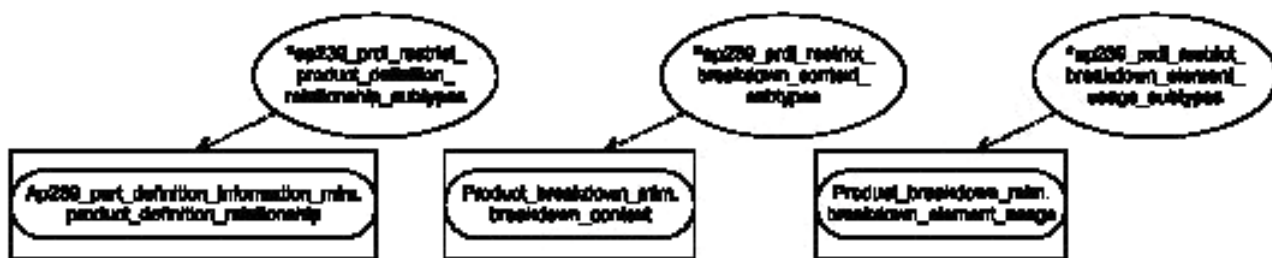 *ap239_prdi_restrict_
product_definition_
relationship_subtypes
*ap239_prdi_restrict_
breakdown_context_
subtypes
*ap239_prdi_restrict_
breakdown_element_
usage_subtypes
Ap239_part_definition_information_mim.
product_definition_relationship
Product_breakdown_mim.
breakdown_context
Product_breakdown_mim.
breakdown_element_usage